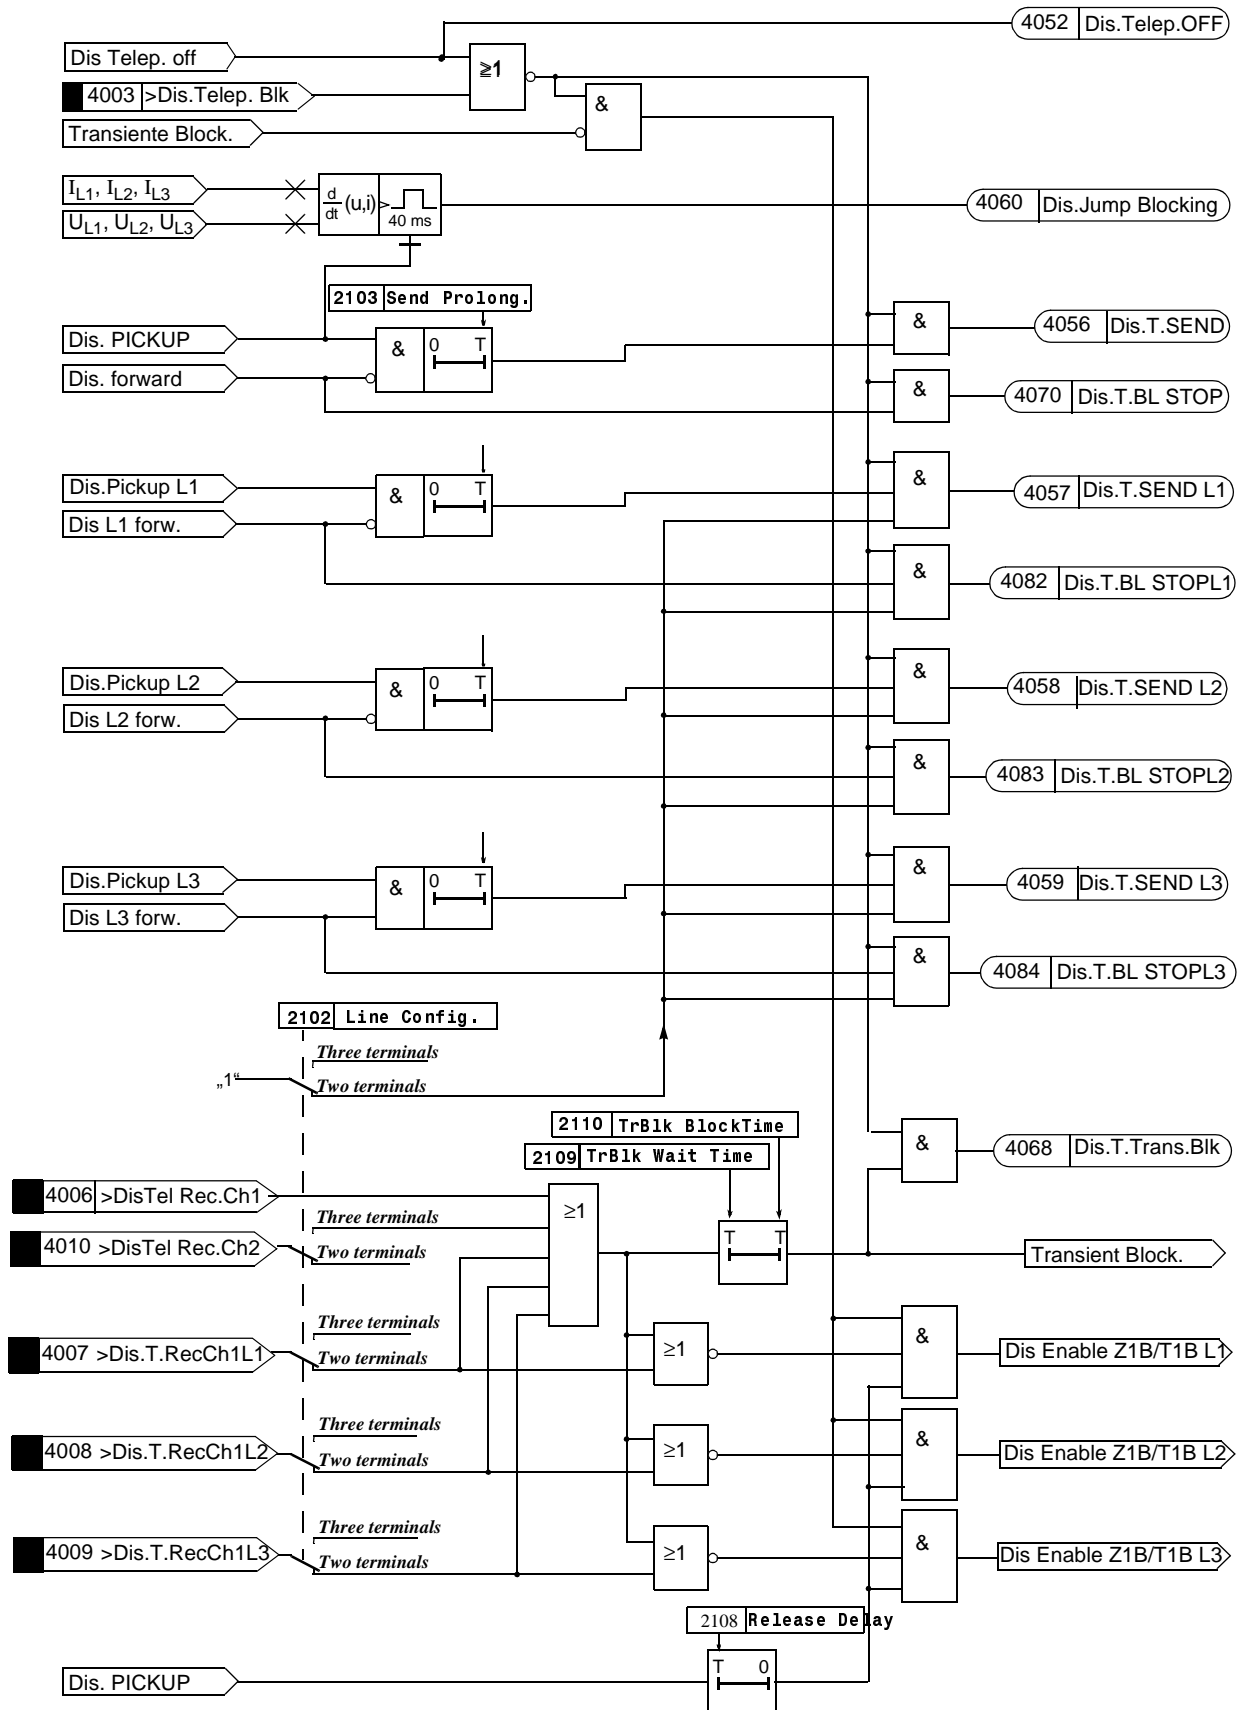 4052 Dis.Telep.OFF
Dis Telep. off
≧1
4003 >Dis.Telep. Blk
&
Transiente Block.
IL1, IL2, IL3
d/dt (u,i)
>
40 ms
UL1, UL2, UL3
4060 Dis.Jump Blocking
2103 Send Prolong.
Dis. PICKUP
&
0 T
&
4056 Dis.T.SEND
Dis. forward
&
4070 Dis.T.BL STOP
Dis.Pickup L1
&
0 T
&
4057 Dis.T.SEND L1
Dis L1 forw.
&
4082 Dis.T.BL STOPL1
Dis.Pickup L2
&
0 T
&
4058 Dis.T.SEND L2
Dis L2 forw.
&
4083 Dis.T.BL STOPL2
Dis.Pickup L3
&
0 T
&
4059 Dis.T.SEND L3
Dis L3 forw.
&
4084 Dis.T.BL STOPL3
2102 Line Config.
Three terminals
„1“
Two terminals
2110 TrBlk BlockTime
2109 TrBlk Wait Time
&
4068 Dis.T.Trans.Blk
4006 >DisTel Rec.Ch1
≥1
Three terminals
4010 >DisTel Rec.Ch2
Two terminals
T T
Transient Block.
Three terminals
4007 >Dis.T.RecCh1L1
Two terminals
≥1
&
Dis Enable Z1B/T1B L1
Three terminals
4008 >Dis.T.RecCh1L2
Two terminals
≥1
&
Dis Enable Z1B/T1B L2
Three terminals
4009 >Dis.T.RecCh1L3
Two terminals
≥1
&
Dis Enable Z1B/T1B L3
2108 Release Delay
Dis. PICKUP
T 0